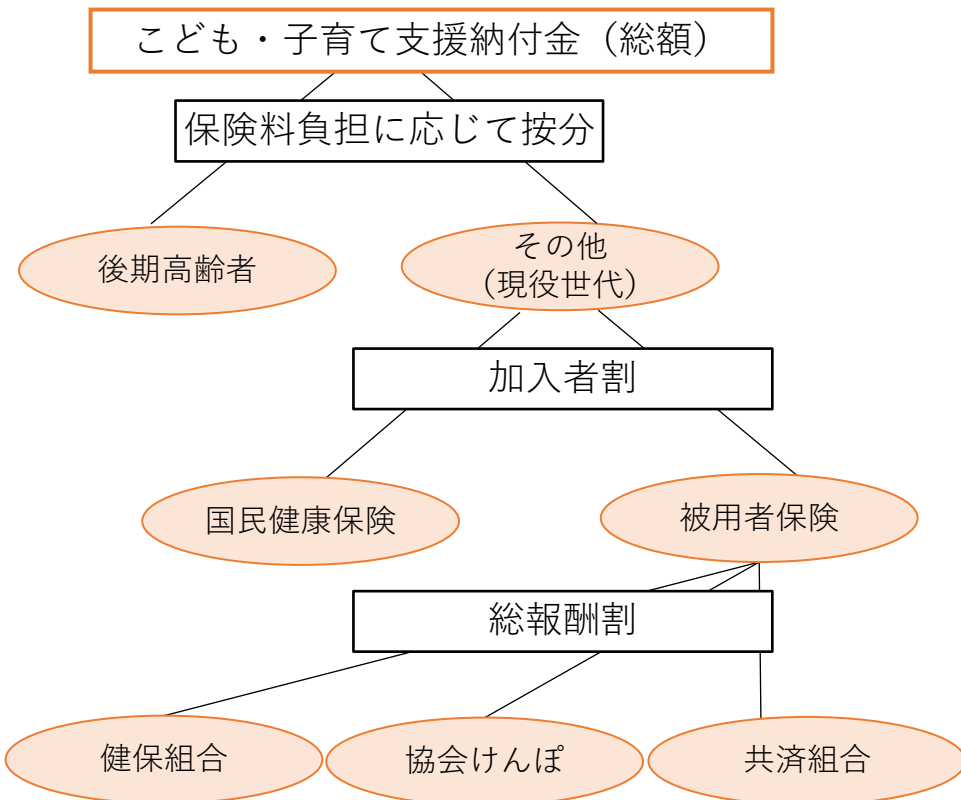 こども・子育て支援納付金（総額）
保険料負担に応じて按分
後期高齢者
その他
（現役世代）
加入者割
国民健康保険
被用者保険
総報酬割
健保組合
協会けんぽ
共済組合